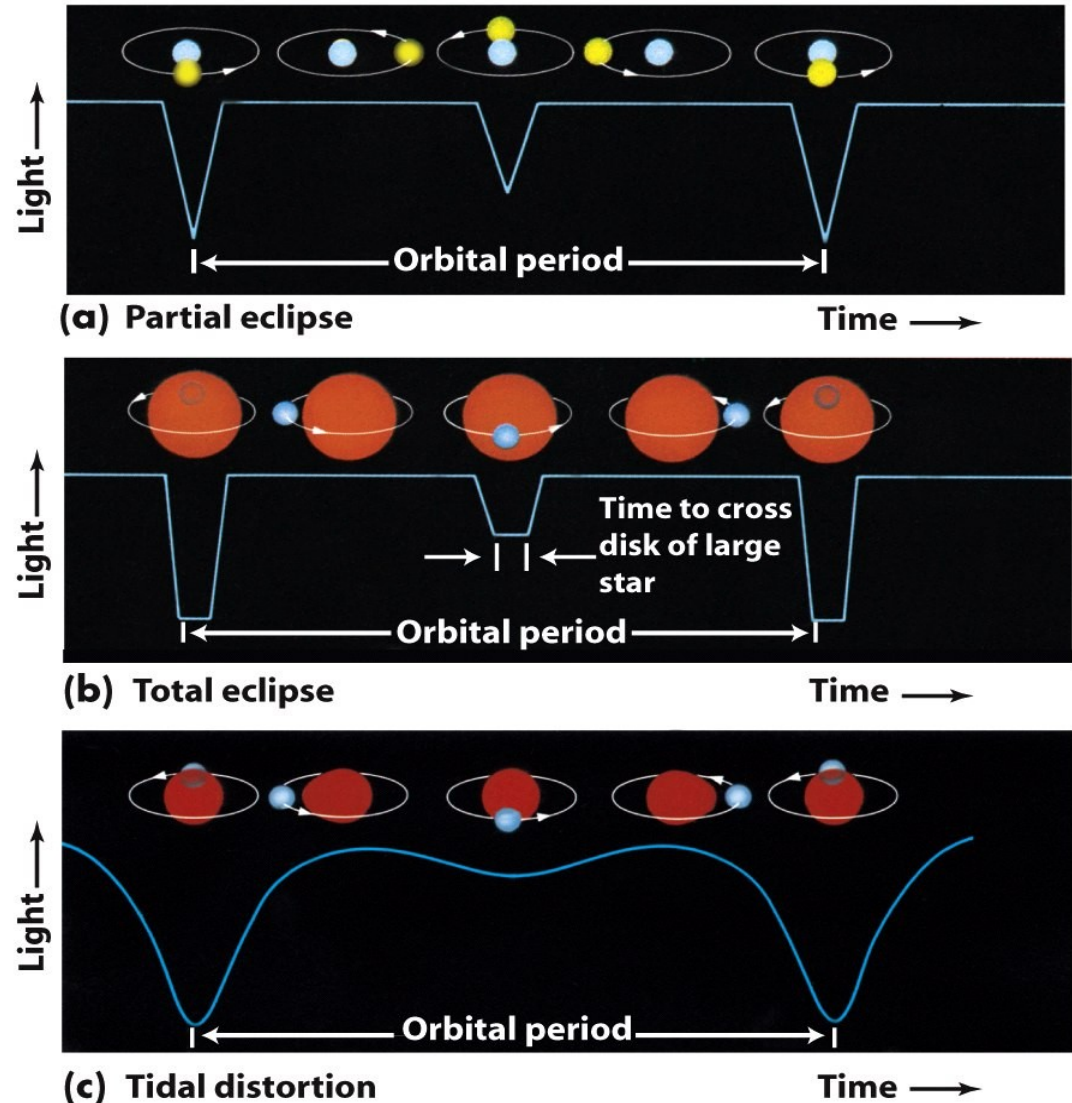 Light
Orbital period
(a) Partial eclipse
Time
Light
Time to cross
disk of large
star
Orbital period
(b) Total eclipse
Time
Light
Orbital period
(c) Tidal distortion
Time